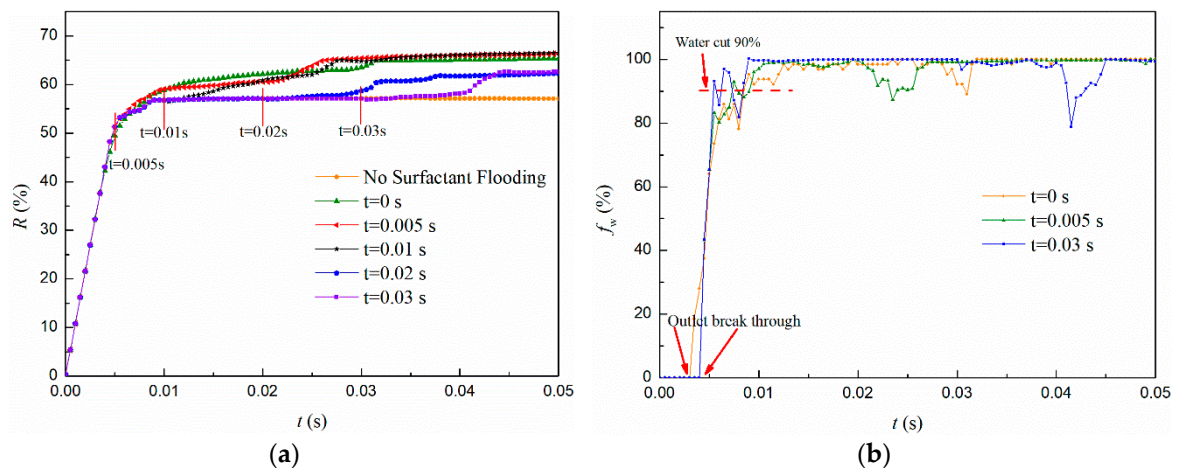 (a)
70
60
50
40
30
20
10
0
R (%)
t=0.005s
t=0.01s
t=0.02s
t=0.03s
No Surfactant Flooding
t=0 s
t=0.005 s
t=0.01 s
t=0.02 s
t=0.03 s
0.00 0.01 0.02 0.03 0.04 0.05
t (s)
(a)
(b)
120
100
80
60
40
20
0
fw (%)
Water cut 90%
Outlet break through
t=0 s
t=0.005 s
t=0.03 s
0.00 0.01 0.02 0.03 0.04 0.05
t (s)
(b)